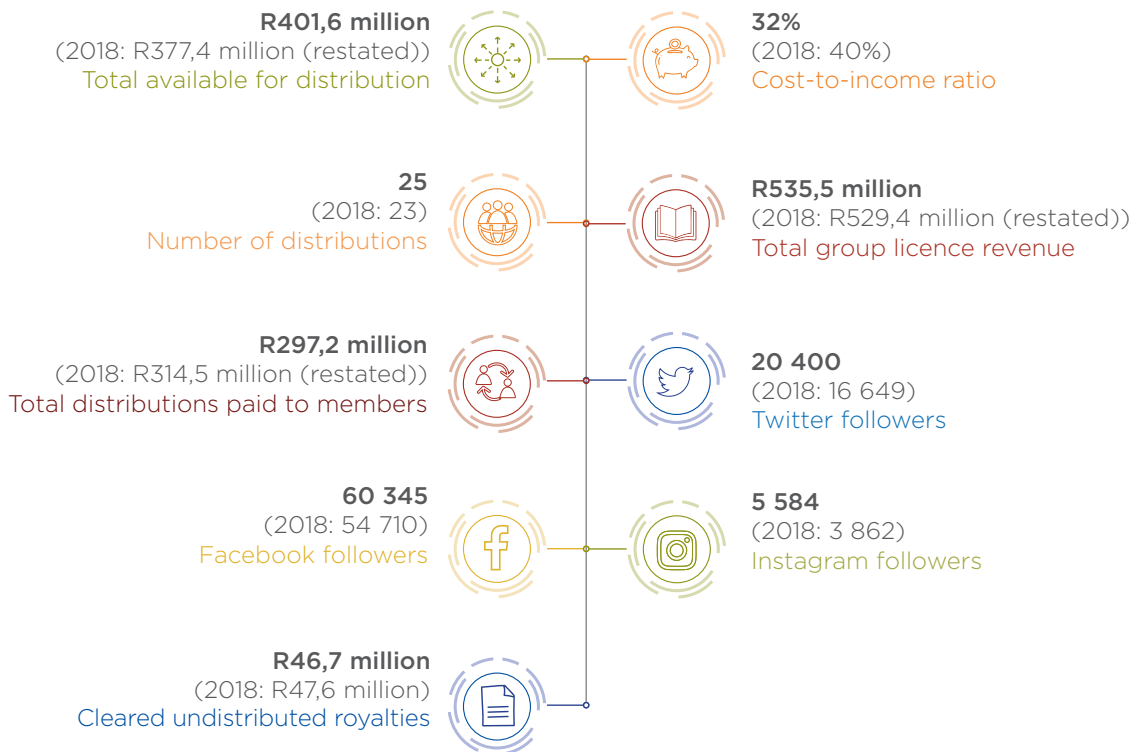 R401,6 million
(2018: R377,4 million (restated))
Total available for distribution
32%
(2018: 40%)
Cost-to-income ratio
25
(2018: 23)
Number of distributions
R535,5 million
(2018: R529,4 million (restated))
Total group licence revenue
R297,2 million
(2018: R314,5 million (restated))
Total distributions paid to members
20 400
(2018: 16 649)
Twitter followers
60 345
(2018: 54 710)
Facebook followers
5 584
(2018: 3 862)
Instagram followers
R46,7 million
(2018: R47,6 million)
Cleared undistributed royalties